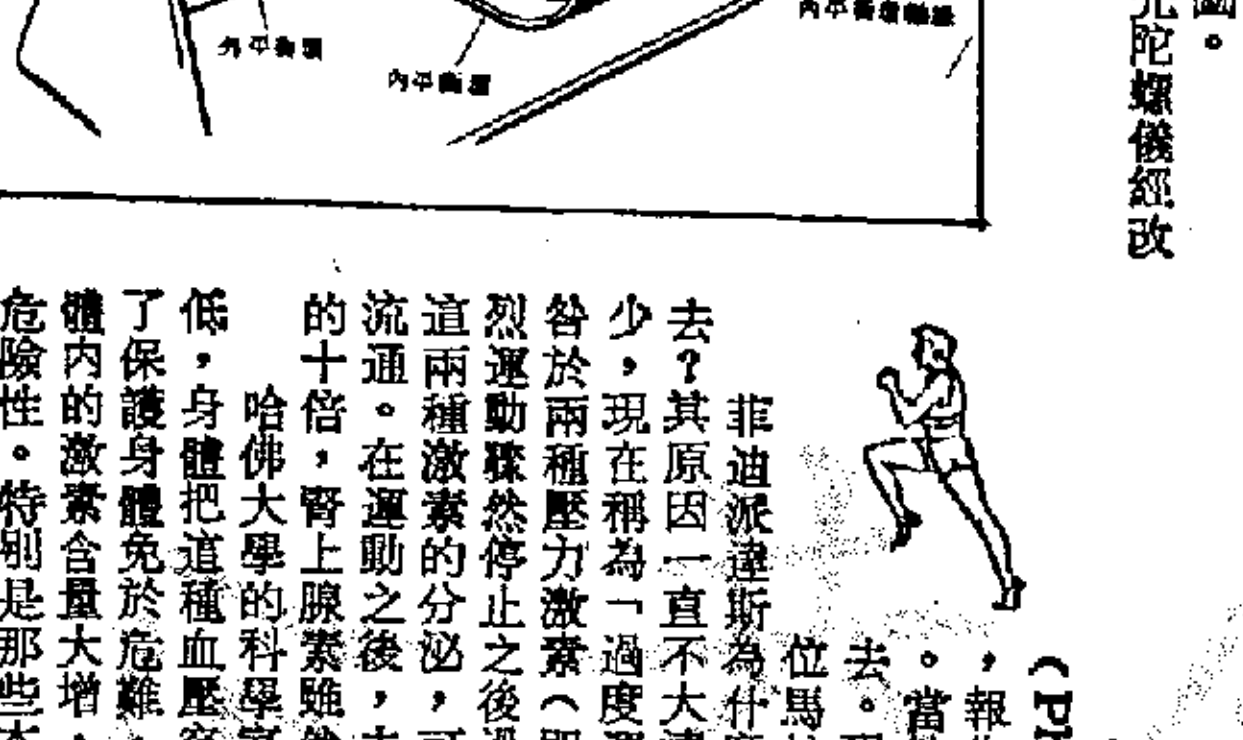 圖。
陀螺儀經改
外平衡環
內平衡環
(P
，報
。當
去。
位馬
菲迪派違斯為什
去？其原因一直不大
少，現在稱為「過度
咎於兩種壓力激素（
烈運動驟然停止之後
這兩種激素的分泌，可
流通。在運動之後，
的十倍，腎上腺素雖
哈佛大學的科學
低，身體把這種血壓
了保護身體免於危難
體內的激素含量大增，
危險性。特別是那些